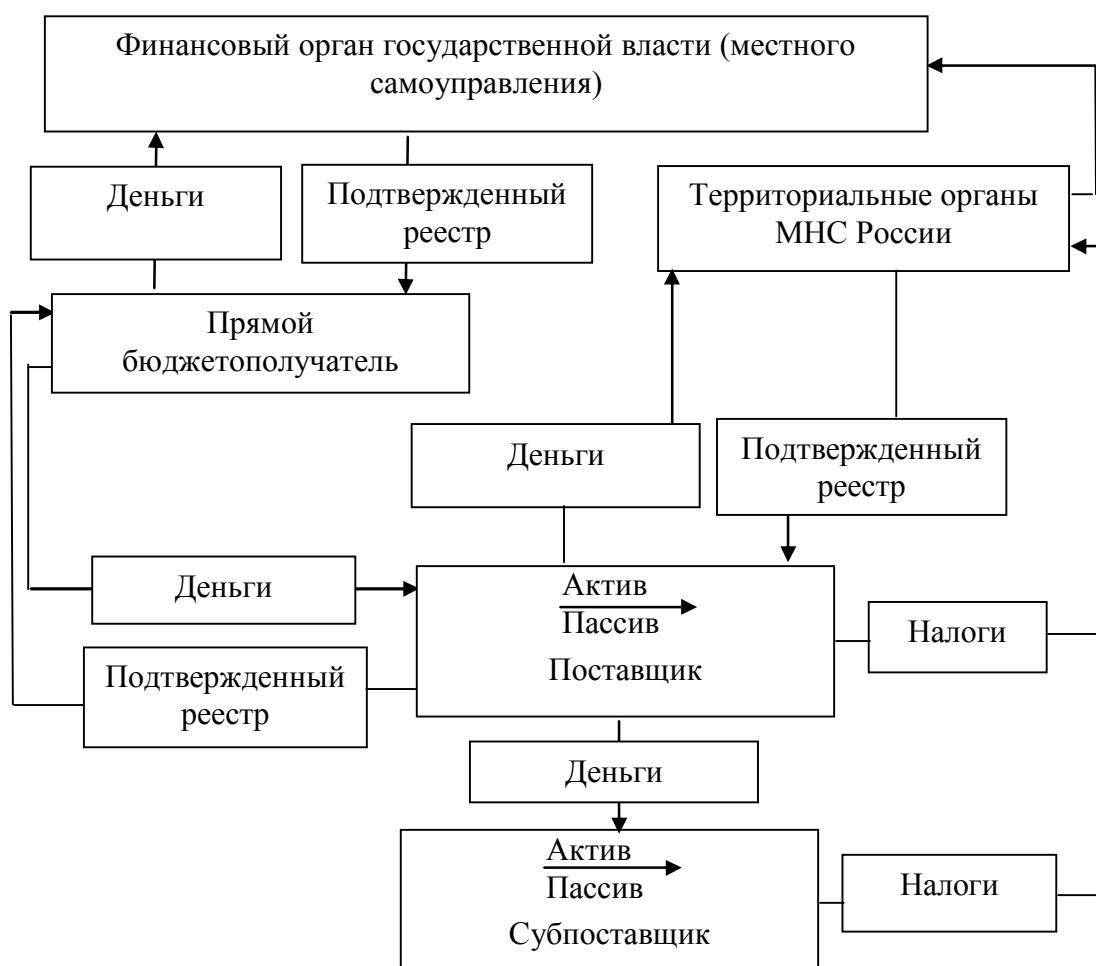 Финансовый орган государственной власти (местного
самоуправления)
Деньги
Подтвержденный
реестр
Территориальные органы
МНС России
Прямой
бюджетополучатель
Деньги
Подтвержденный
реестр
Деньги
Актив
Пассив
Поставщик
Налоги
Подтвержденный
реестр
Деньги
Актив
Пассив
Субпоставщик
Налоги